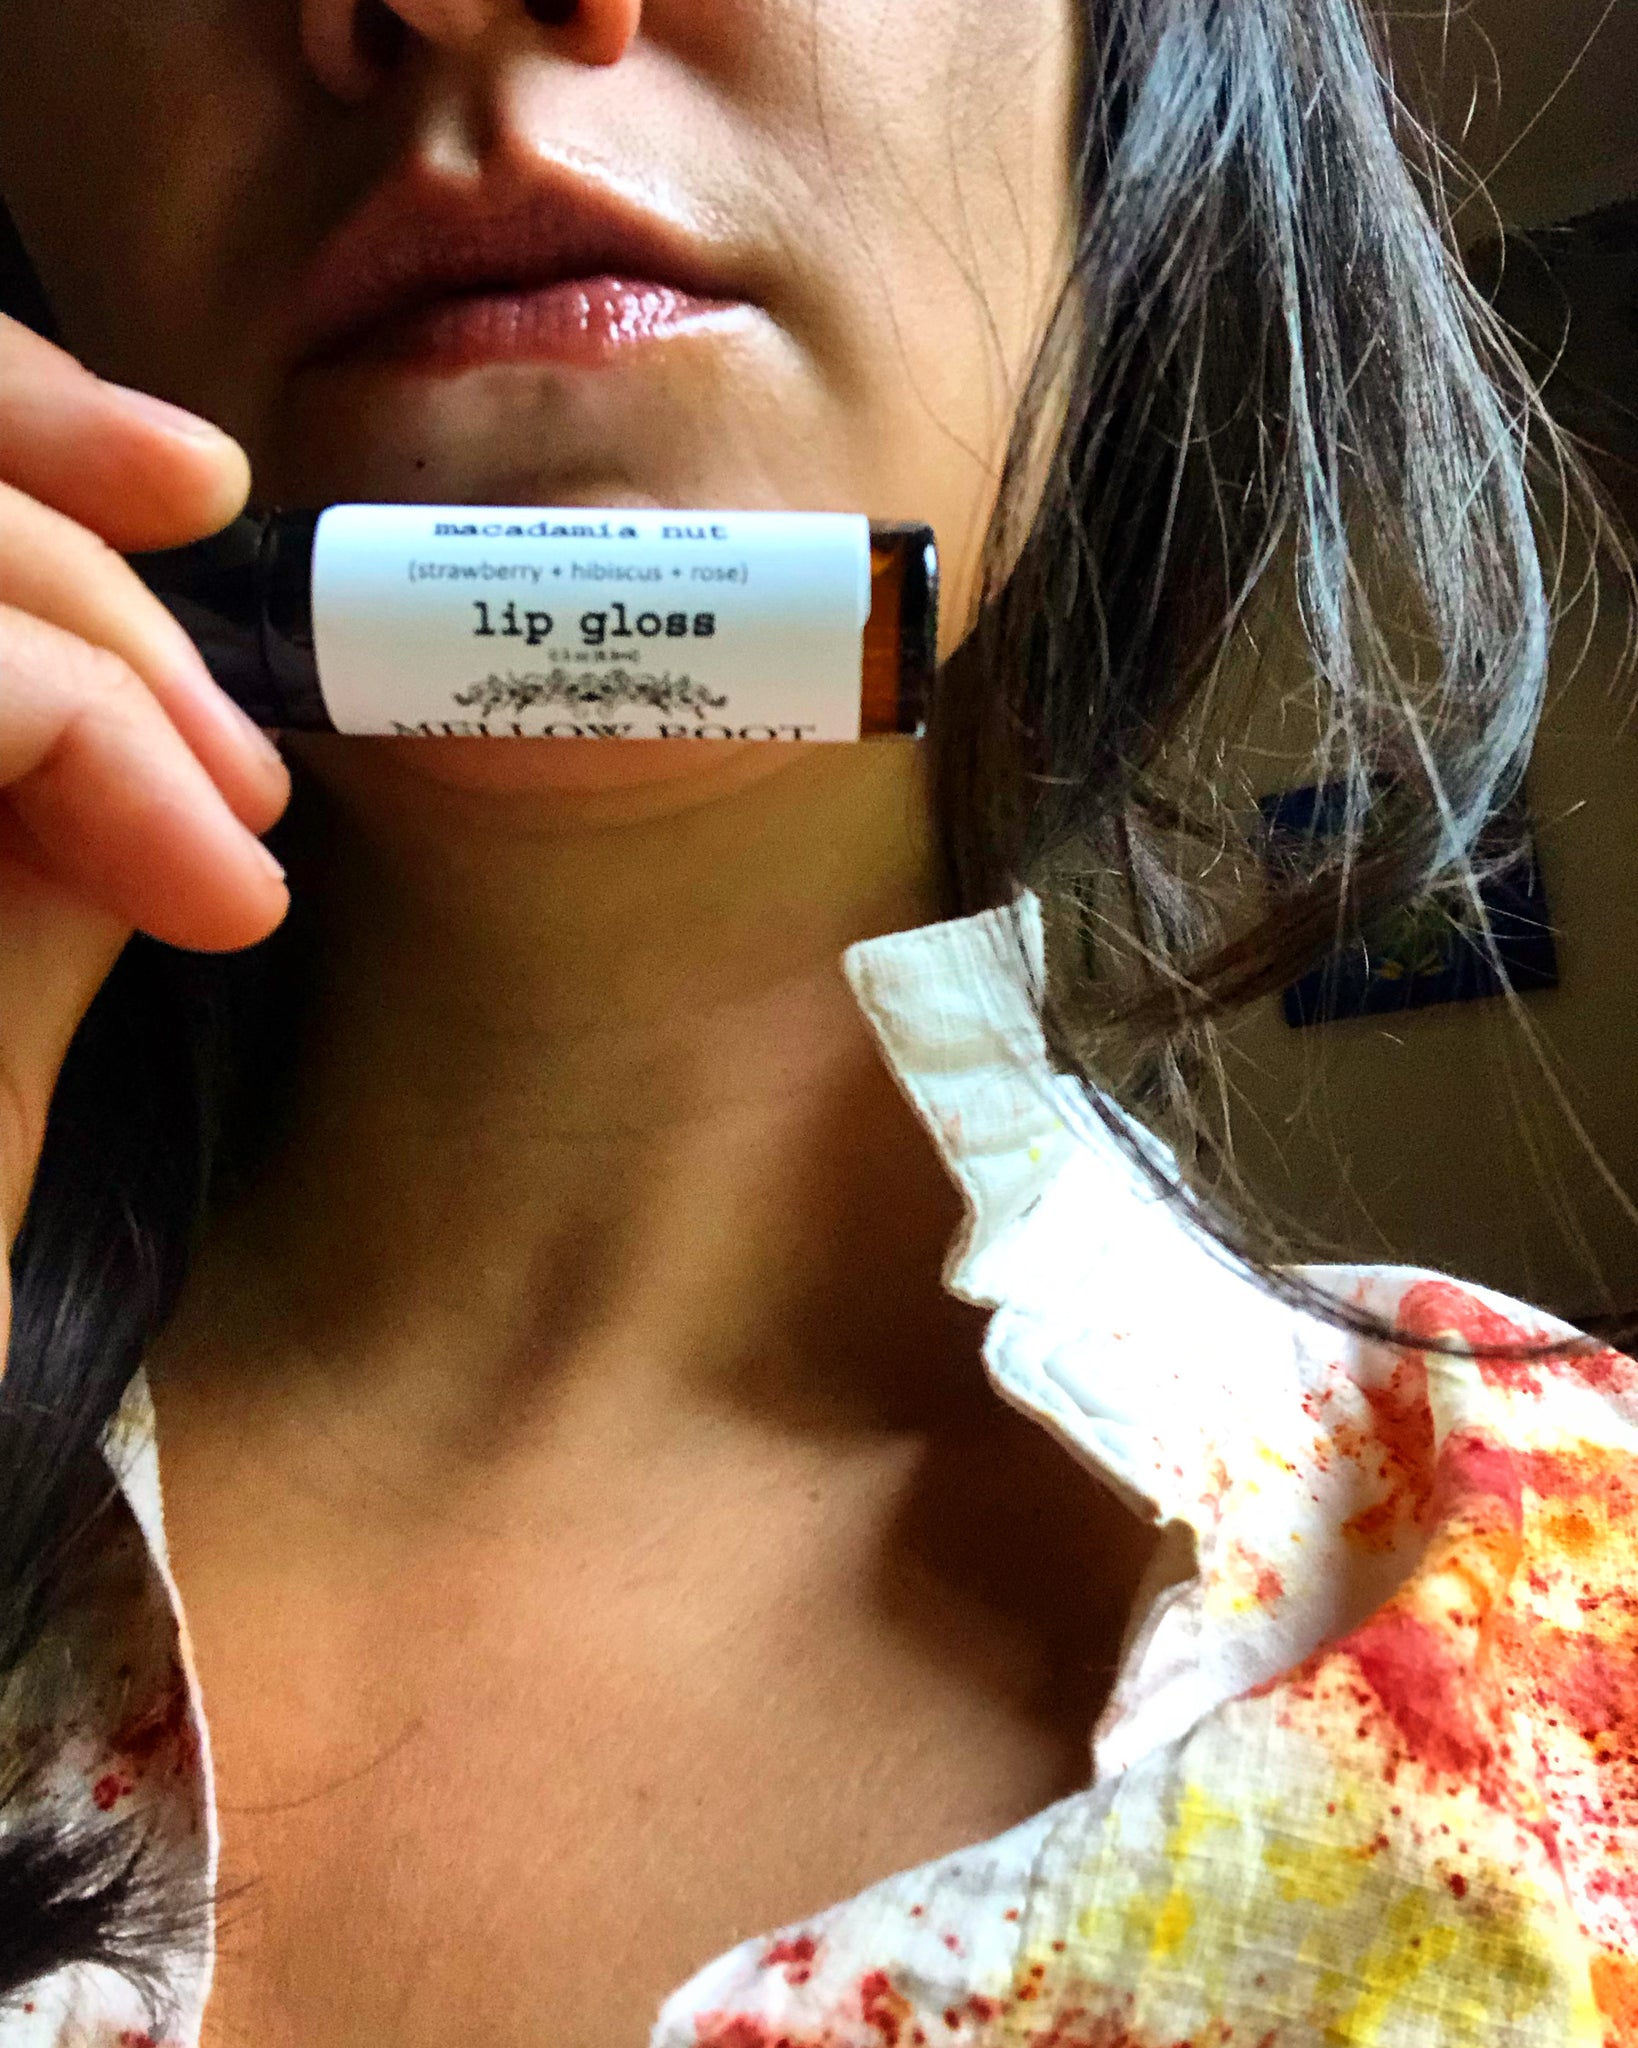 macadamia nut
(strawberry + hibiscus + rose)
lip gloss
MELLOW ROOT